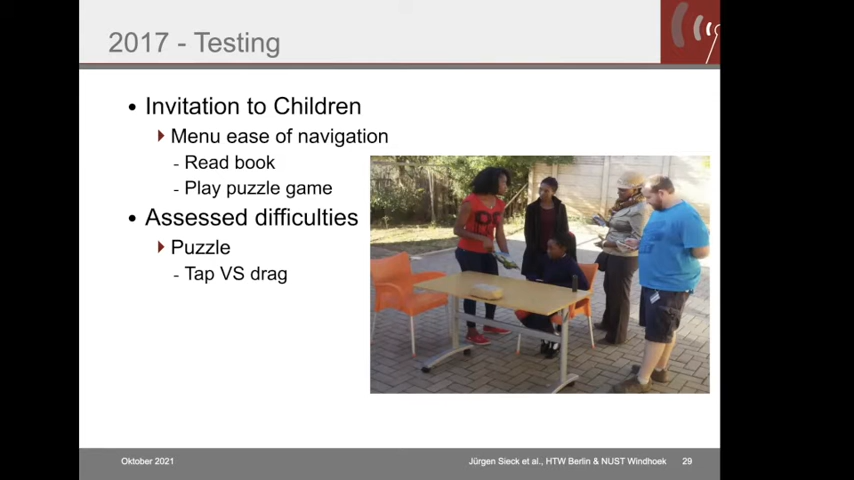 2017 - Testing
• Invitation to Children
Menu ease of navigation
- Read book
- Play puzzle game
• Assessed difficulties
Puzzle
- Tap VS drag
Oktober 2021
Jürgen Sieck et al., HTW Berlin & NUST Windhoek
29